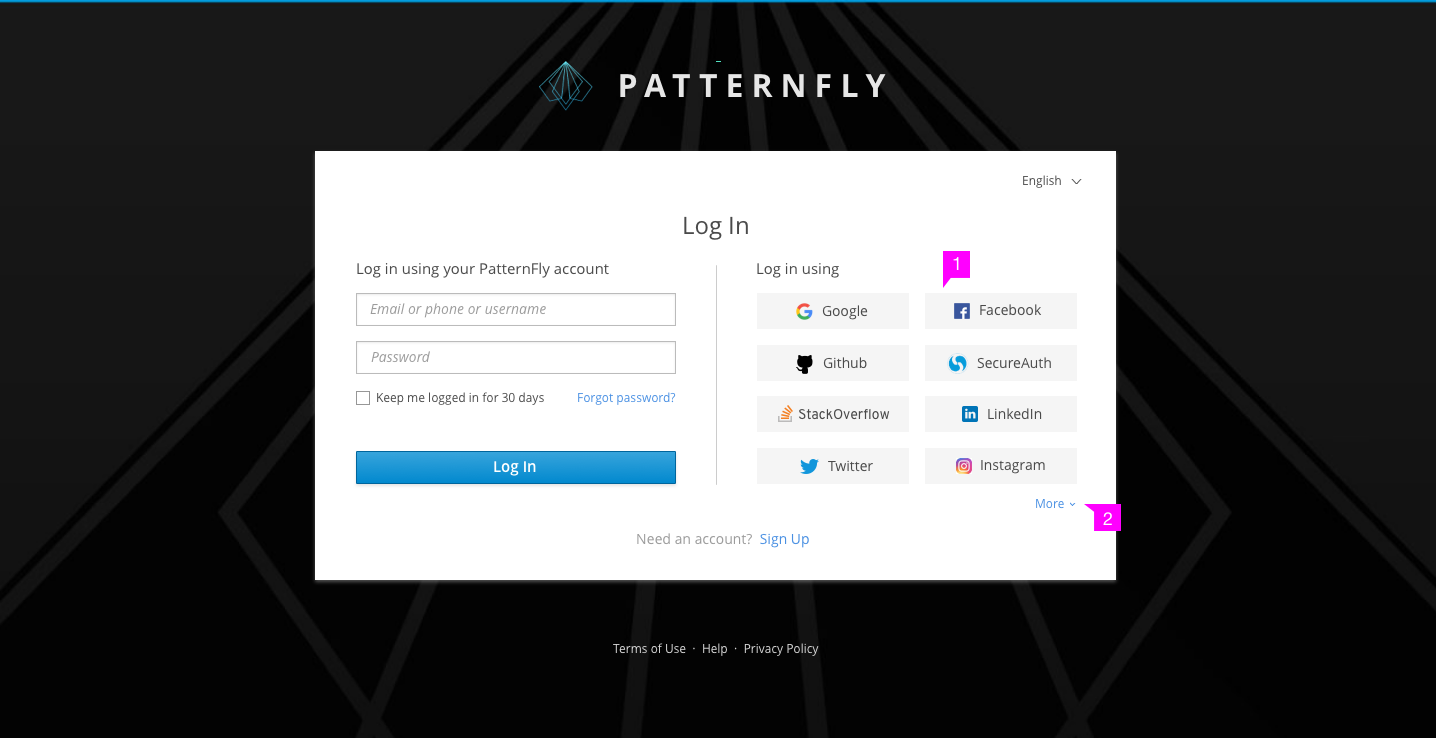 PATTERNFLY
English
Log In
Log in using your PatternFly account
Email or phone or username
Password
Keep me logged in for 30 days
Forgot password?
Log In
Log in using
1
Google
Facebook
Github
SecureAuth
StackOverflow
LinkedIn
Twitter
Instagram
More
2
Need an account? Sign Up
Terms of Use · Help · Privacy Policy